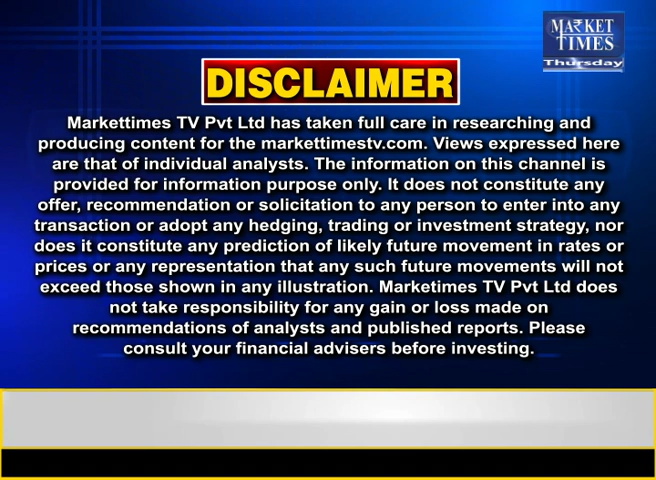 MA₹KET
TIMES
Thursday
DISCLAIMER
Markettimes TV Pvt Ltd has taken full care in researching and
producing content for the markettimestv.com. Views expressed here
are that of individual analysts. The information on this channel is
provided for information purpose only. It does not constitute any
offer, recommendation or solicitation to any person to enter into any
transaction or adopt any hedging, trading or investment strategy, nor
does it constitute any prediction of likely future movement in rates or
prices or any representation that any such future movements will not
exceed those shown in any illustration. Marketimes TV Pvt Ltd does
not take responsibility for any gain or loss made on
recommendations of analysts and published reports. Please
consult your financial advisers before investing.